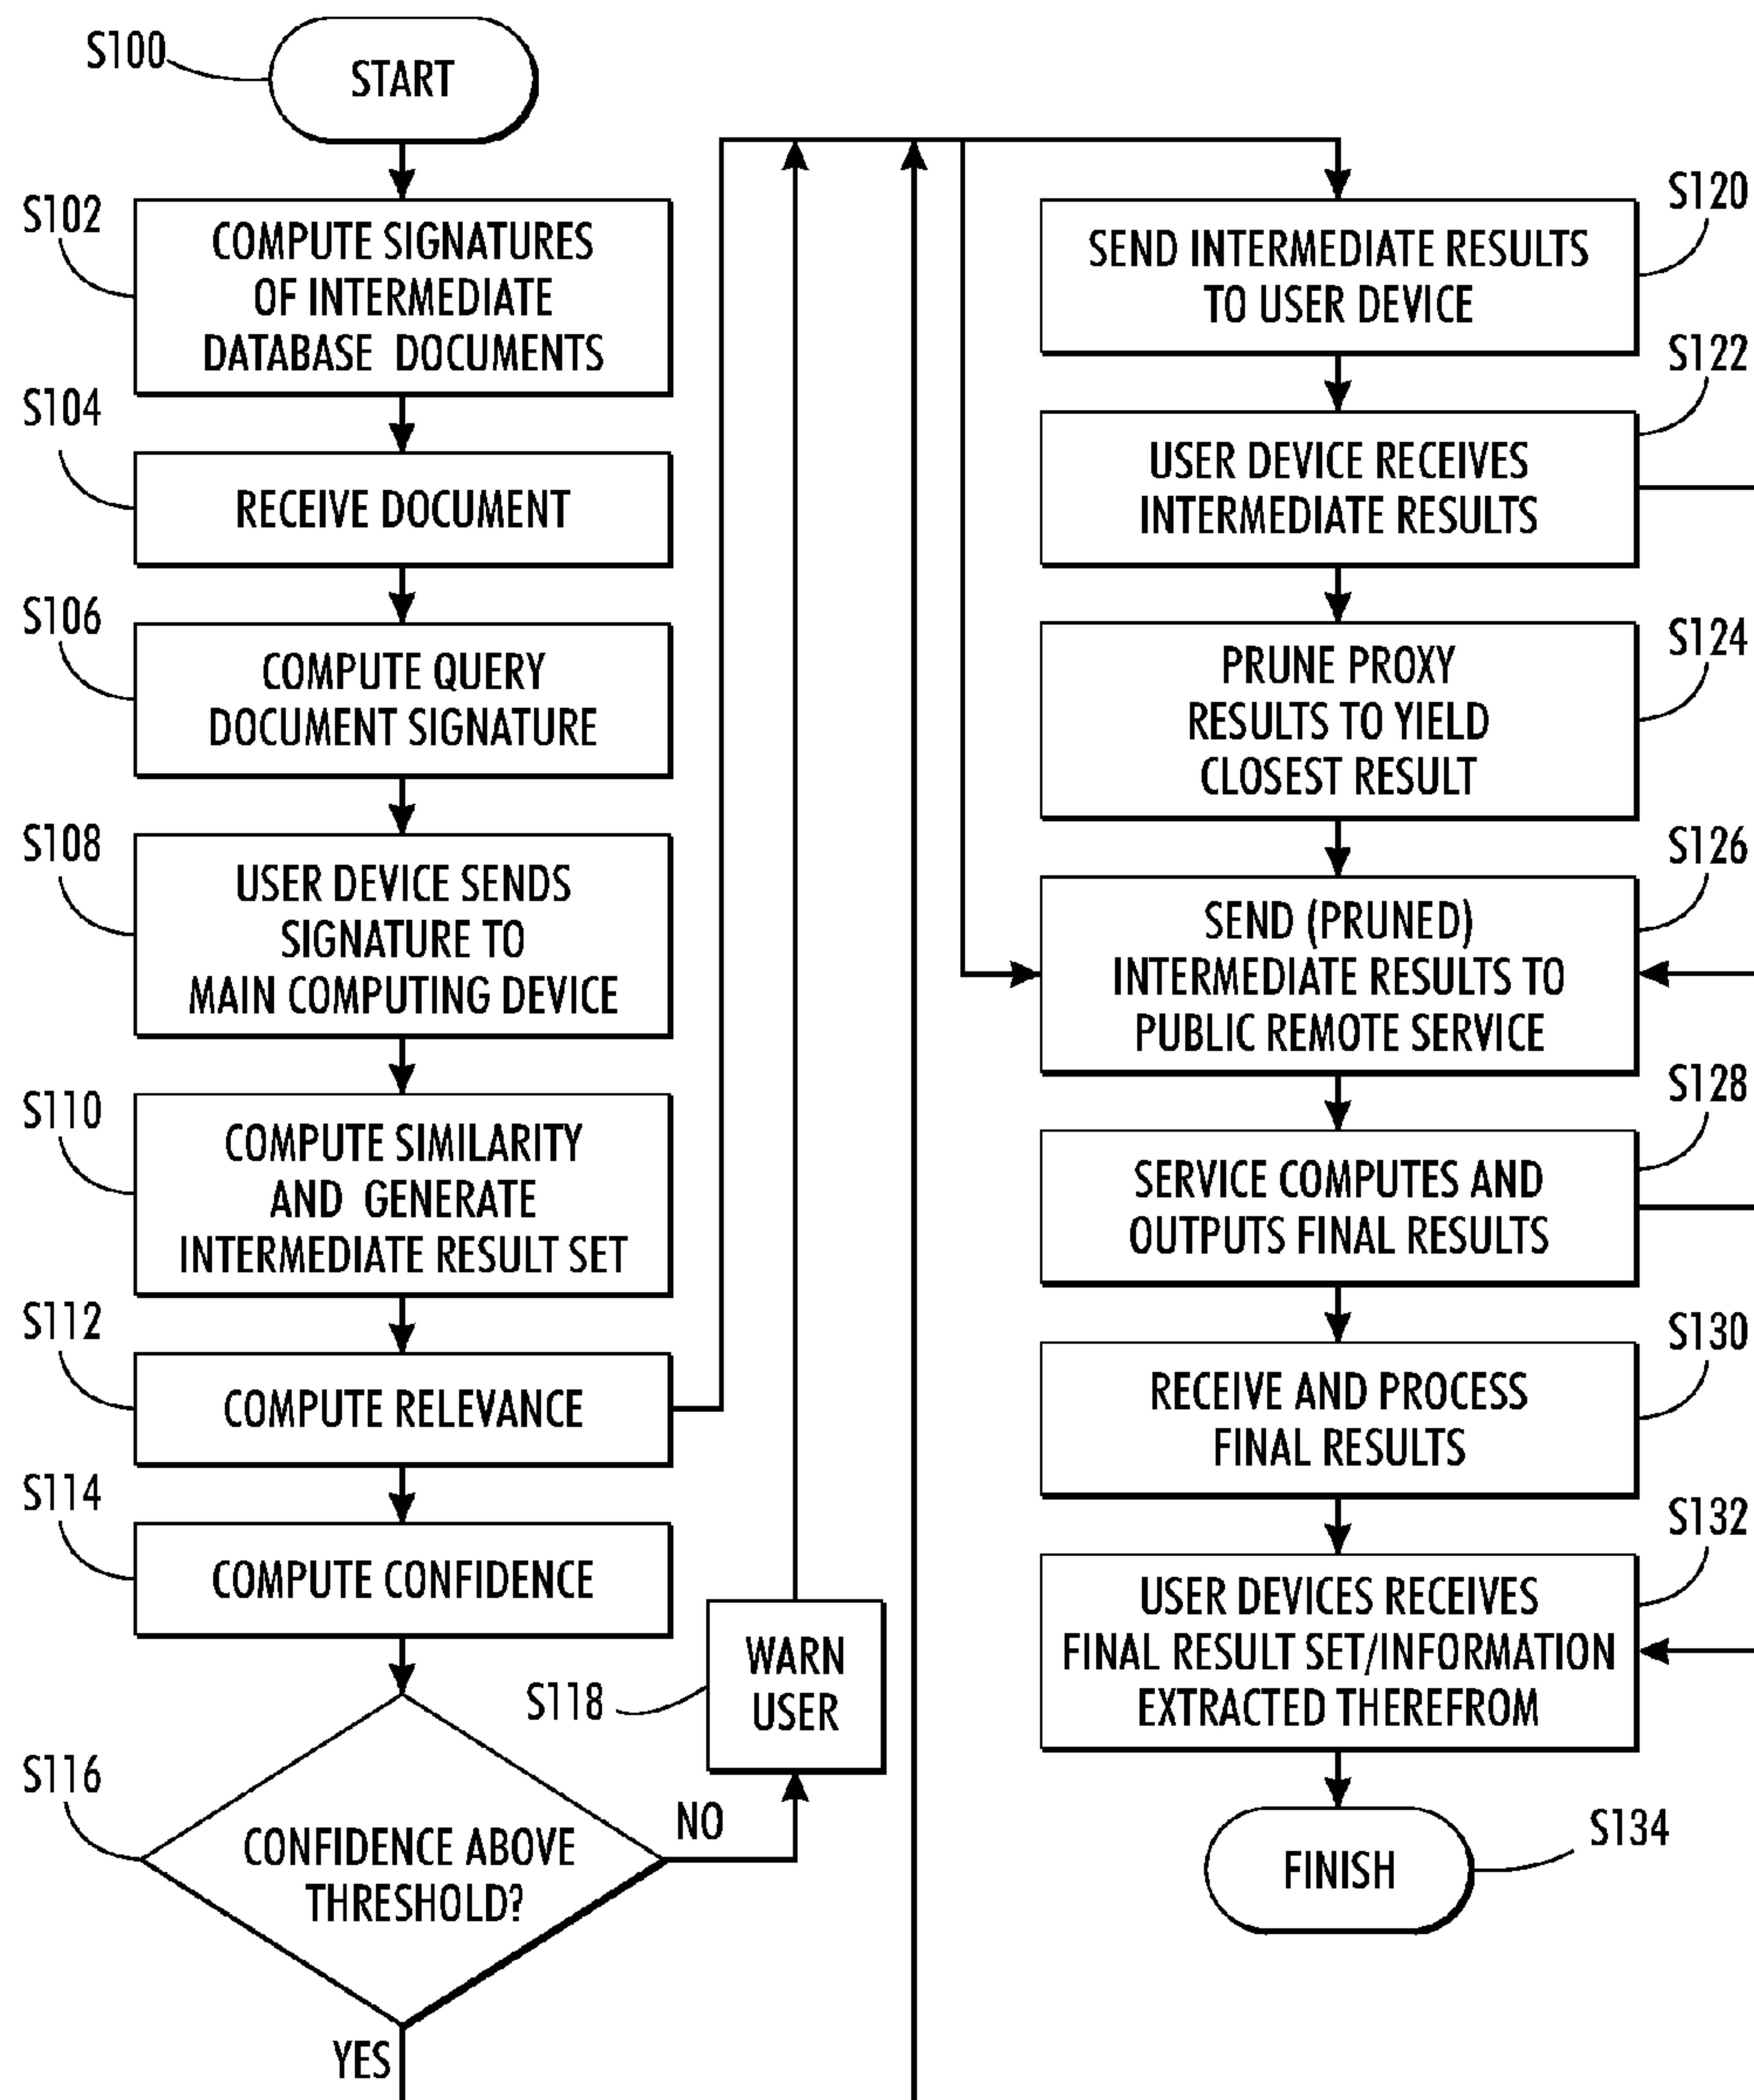 S100
START
S102
COMPUTE SIGNATURES
OF INTERMEDIATE
DATABASE DOCUMENTS
S104
RECEIVE DOCUMENT
S106
COMPUTE QUERY
DOCUMENT SIGNATURE
S108
USER DEVICE SENDS
SIGNATURE TO
MAIN COMPUTING DEVICE
S110
COMPUTE SIMILARITY
AND GENERATE
INTERMEDIATE RESULT SET
S112
COMPUTE RELEVANCE
S114
COMPUTE CONFIDENCE
S116
CONFIDENCE ABOVE
THRESHOLD?
NO
YES
S118
WARN
USER
S120
SEND INTERMEDIATE RESULTS
TO USER DEVICE
S122
USER DEVICE RECEIVES
INTERMEDIATE RESULTS
S124
PRUNE PROXY
RESULTS TO YIELD
CLOSEST RESULT
S126
SEND (PRUNED)
INTERMEDIATE RESULTS TO
PUBLIC REMOTE SERVICE
S128
SERVICE COMPUTES AND
OUTPUTS FINAL RESULTS
S130
RECEIVE AND PROCESS
FINAL RESULTS
S132
USER DEVICES RECEIVES
FINAL RESULT SET/INFORMATION
EXTRACTED THEREFROM
S134
FINISH